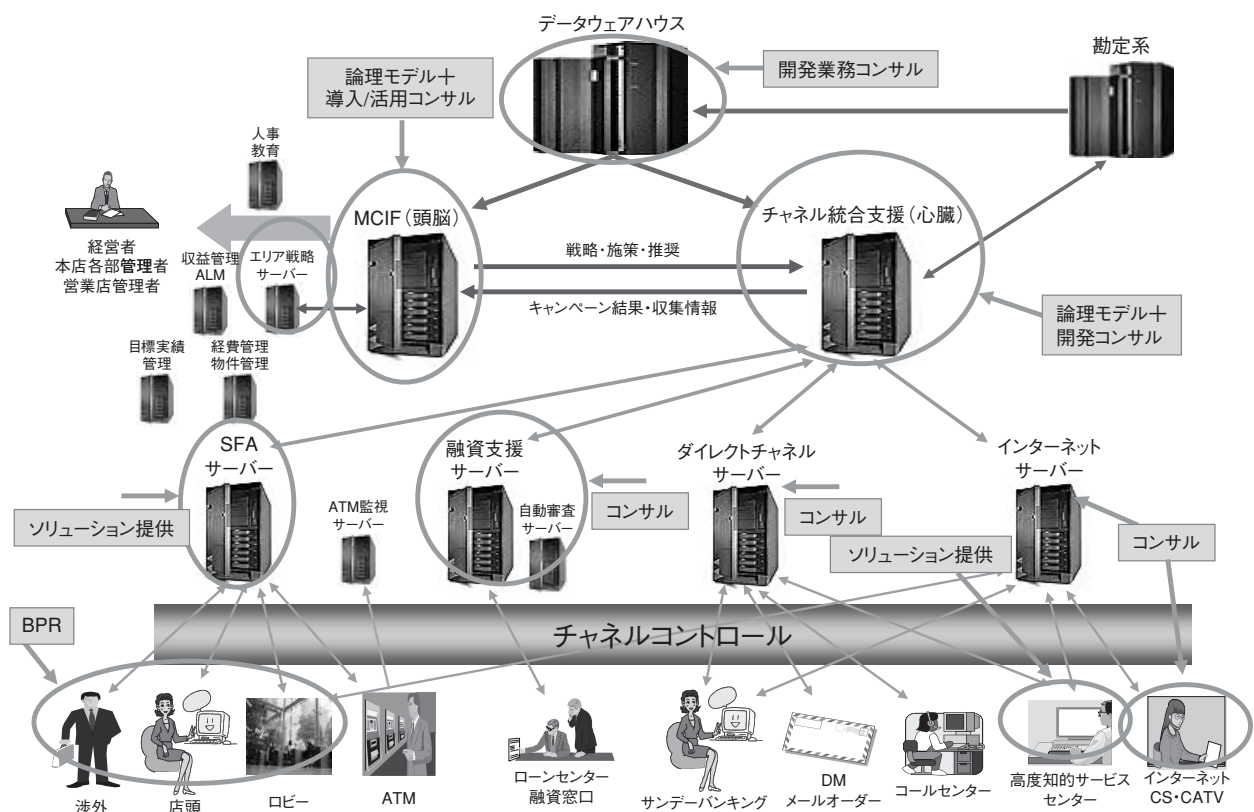 データウェアハウス
開発業務コンサル
勘定系
論理モデル＋
導入/活用コンサル
人事
教育
経営者
本店各部管理者
営業店管理者
収益管理
ALM
エリア戦略
サーバー
MCIF（頭脳）
チャネル統合支援（心臓）
戦略・施策・推奨
キャンペーン結果・収集情報
論理モデル＋
開発コンサル
目標実績
管理
経費管理
物件管理
SFA
サーバー
融資支援
サーバー
ダイレクトチャネル
サーバー
インターネット
サーバー
ソリューション提供
ATM監視
サーバー
自動審査
サーバー
コンサル
コンサル
ソリューション提供
コンサル
BPR
チャネルコントロール
渉外
店頭
ロビー
ATM
ローンセンター
融資窓口
サンデーバンキング
DM
メールオーダー
コールセンター
高度知的サービス
センター
インターネット
CS・CATV